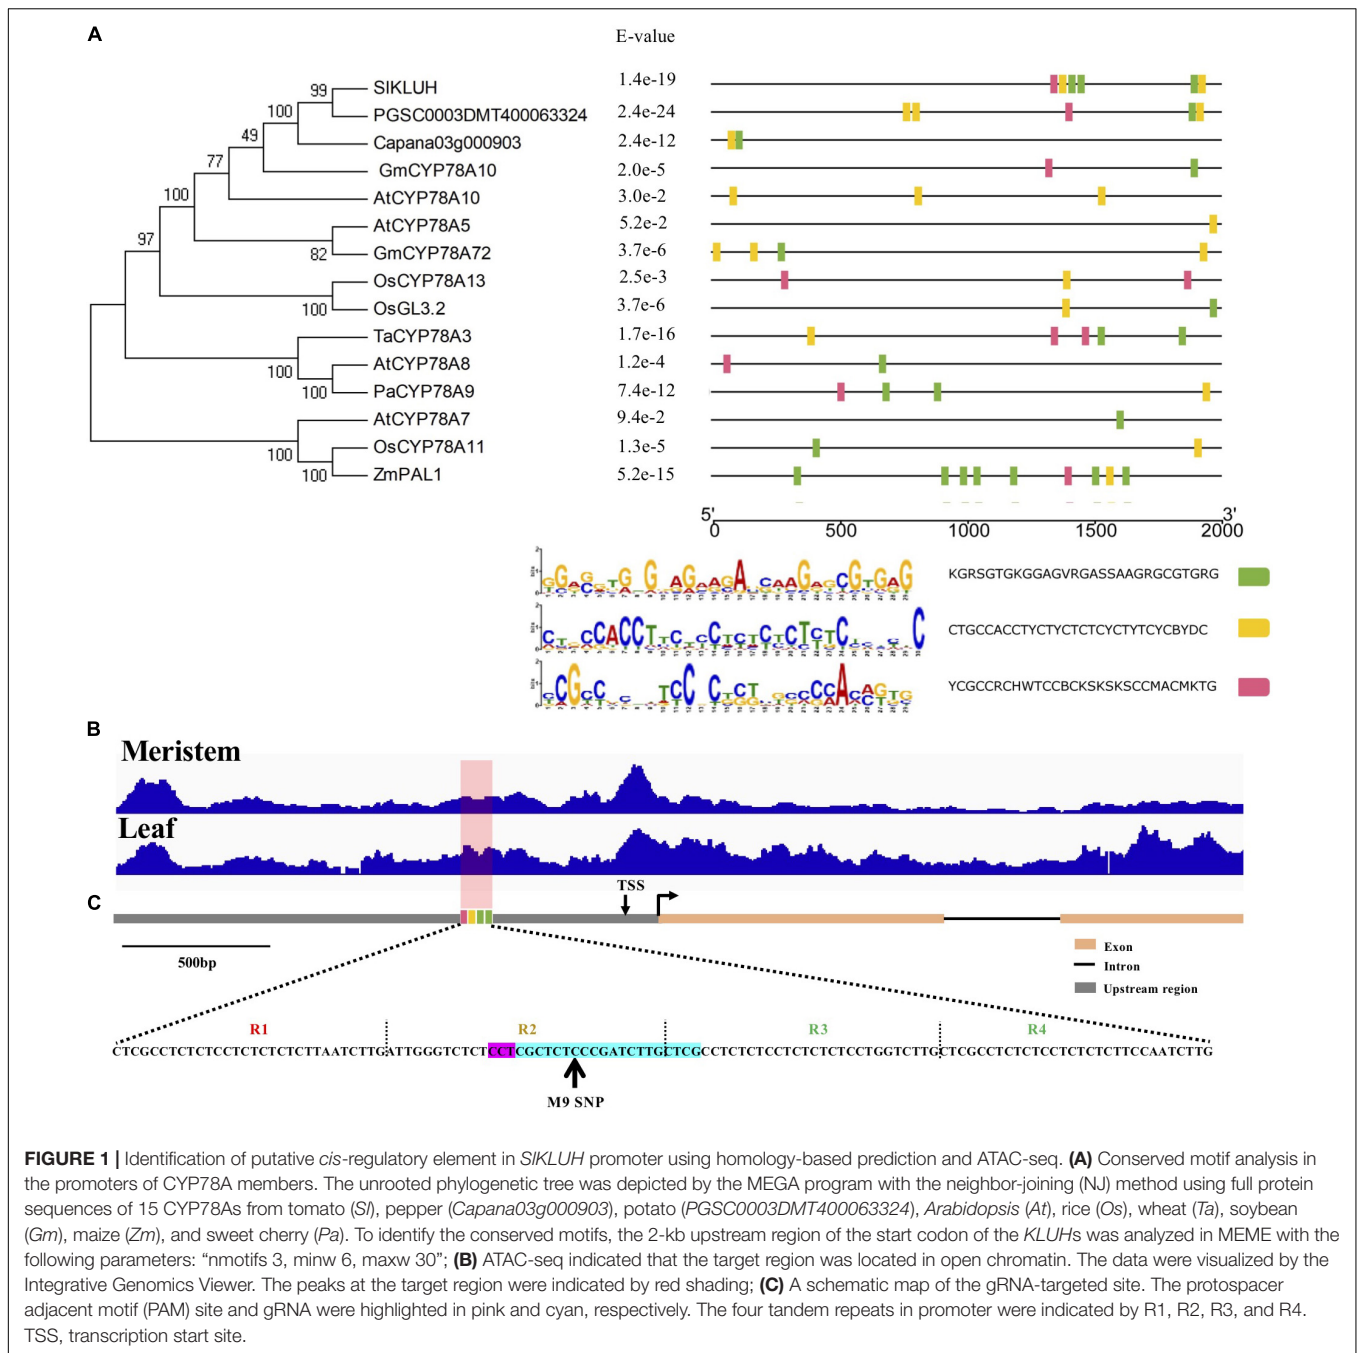 A
E-value
SlKLUH 1.4e-19
PGSC0003DMT400063324 2.4e-24
Capana03g000903 2.4e-12
GmCYP78A10 2.0e-5
AtCYP78A10 3.0e-2
AtCYP78A5 5.2e-2
GmCYP78A72 3.7e-6
OsCYP78A13 2.5e-3
OsGL3.2 3.7e-6
TaCYP78A3 1.7e-16
AtCYP78A8 1.2e-4
PaCYP78A9 7.4e-12
AtCYP78A7 9.4e-2
OsCYP78A11 1.3e-5
ZmPAL1 5.2e-15
99
100
49
77
100
97
82
100
100
100
100
100
5' 3'
0 500 1000 1500 2000
KGRSGTGKGGAGVRGASSAAGRGCGTGRG
CTGCCACCTYCTYCTCTCYCTYTCYCBYDC
YCGCCRCHWTCCBCKSKSKSCCMACMKTG
B
Meristem
Leaf
C
TSS
500bp
Exon
Intron
Upstream region
R1 R2 R3 R4
CTCGCCTCTCTCCTCTCTCTCTTAATCTTGATTGGGTCTCTCCTCGCTCTCCCGATCTTGCTCGCCTCTCTCCTCTCTCTCCTGGTCTTGCTCGCCTCTCTCCTCTCTCTTCCAATCTTG
M9 SNP
FIGURE 1 | Identification of putative cis-regulatory element in SlKLUH promoter using homology-based prediction and ATAC-seq. (A) Conserved motif analysis in
the promoters of CYP78A members. The unrooted phylogenetic tree was depicted by the MEGA program with the neighbor-joining (NJ) method using full protein
sequences of 15 CYP78As from tomato (Sl), pepper (Capana03g000903), potato (PGSC0003DMT400063324), Arabidopsis (At), rice (Os), wheat (Ta), soybean
(Gm), maize (Zm), and sweet cherry (Pa). To identify the conserved motifs, the 2-kb upstream region of the start codon of the KLUHs was analyzed in MEME with the
following parameters: “nmotifs 3, minw 6, maxw 30”; (B) ATAC-seq indicated that the target region was located in open chromatin. The data were visualized by the
Integrative Genomics Viewer. The peaks at the target region were indicated by red shading; (C) A schematic map of the gRNA-targeted site. The protospacer
adjacent motif (PAM) site and gRNA were highlighted in pink and cyan, respectively. The four tandem repeats in promoter were indicated by R1, R2, R3, and R4.
TSS, transcription start site.